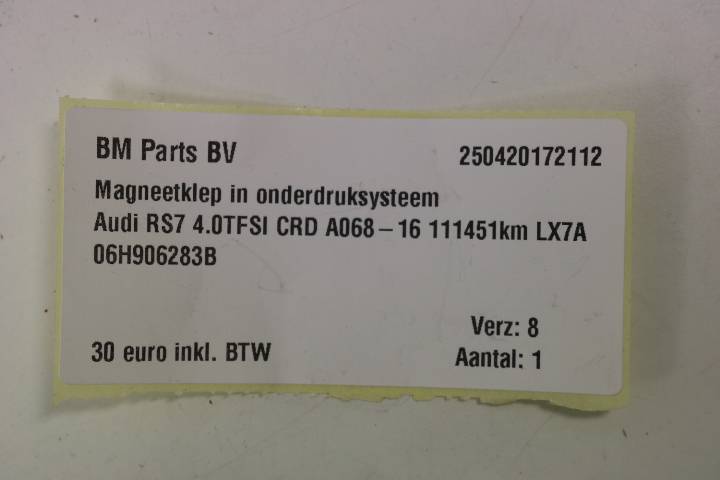 BM Parts BV 250420172112
Magneetklep in onderdruksysteem
Audi RS7 4.0TFSI CRD A068-16 111451km LX7A
06H906283B
Verz: 8
30 euro inkl. BTW Aantal: 1